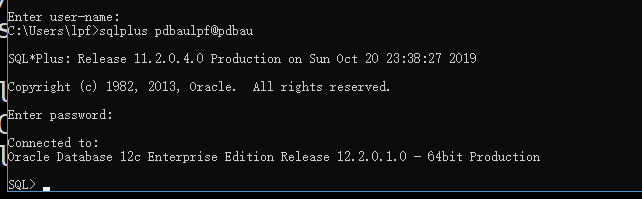 Enter user-name:
C:\Users\lpf>sqlplus pdbaulpf@pdbau
SQL*Plus: Release 11.2.0.4.0 Production on Sun Oct 20 23:38:27 2019
Copyright (c) 1982, 2013, Oracle.  All rights reserved.
Enter password:
Connected to:
Oracle Database 12c Enterprise Edition Release 12.2.0.1.0 - 64bit Production
SQL>